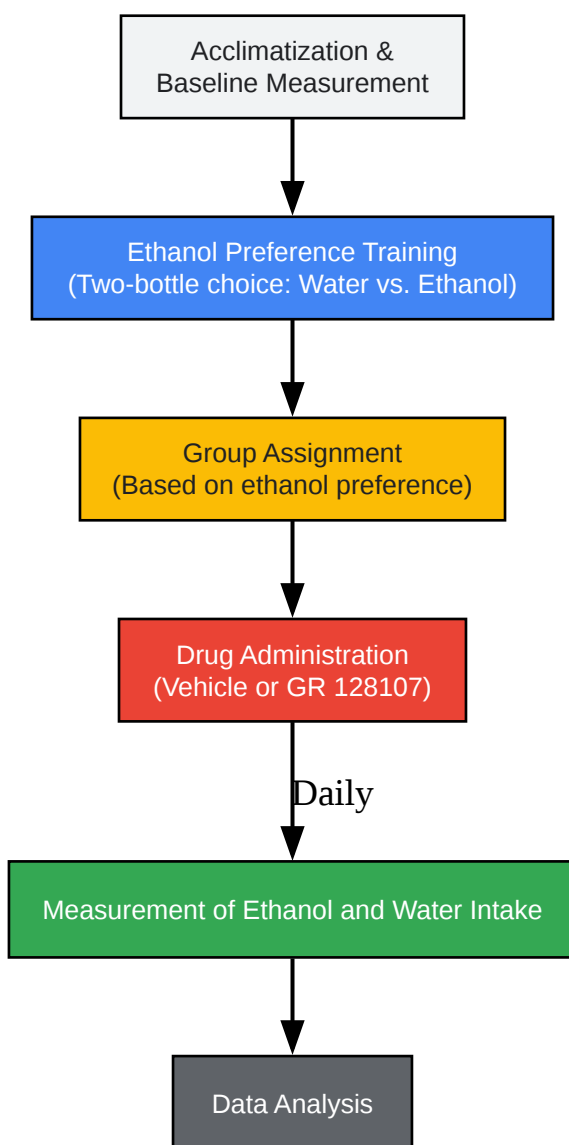 Acclimatization &
Baseline Measurement
Ethanol Preference Training
(Two-bottle choice: Water vs. Ethanol)
Group Assignment
(Based on ethanol preference)
Drug Administration
(Vehicle or GR 128107)
Daily
Measurement of Ethanol and Water Intake
Data Analysis